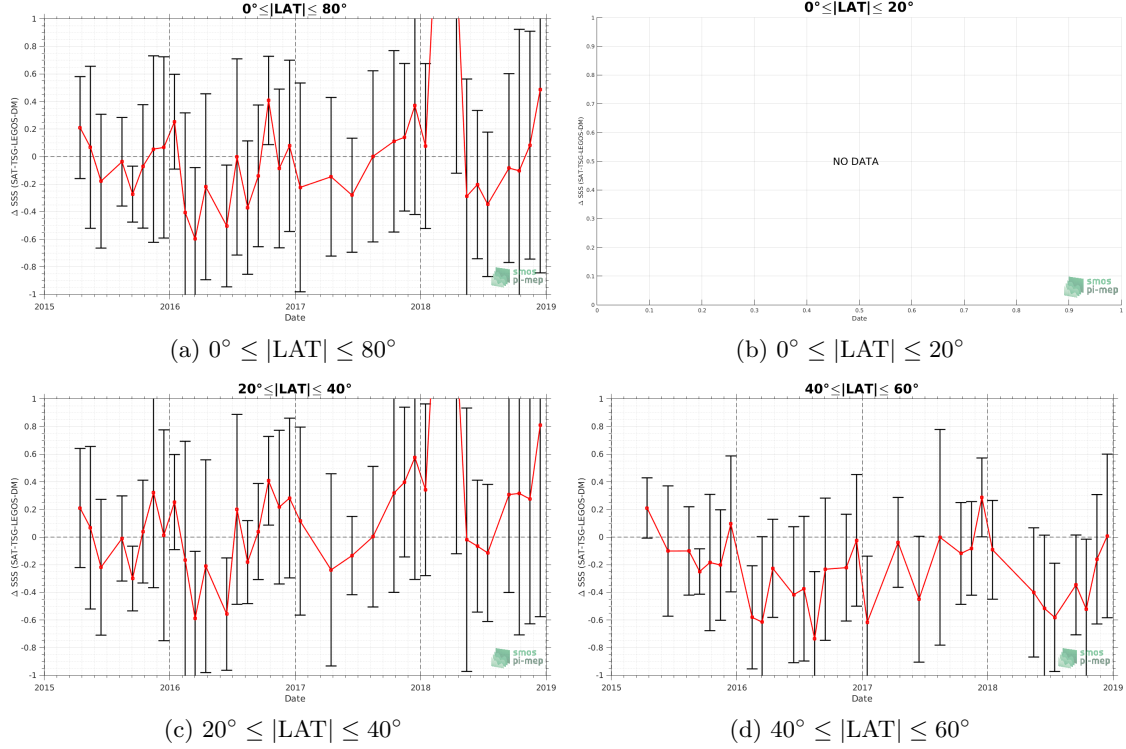 0°≤|LAT|≤ 80°
Δ SSS (SAT-TSG-LEGOS-DM)
1
0.8
0.6
0.4
0.2
0
-0.2
-0.4
-0.6
-0.8
-1
2015 2016 2017 2018 2019
Date
smos
pi-mep
(a) 0° ≤ |LAT| ≤ 80°
0°≤|LAT|≤ 20°
Δ SSS (SAT-TSG-LEGOS-DM)
1
0.9
0.8
0.7
0.6
0.5
0.4
0.3
0.2
0.1
0
NO DATA
0 0.1 0.2 0.3 0.4 0.5 0.6 0.7 0.8 0.9 1
Date
smos
pi-mep
(b) 0° ≤ |LAT| ≤ 20°
20°≤|LAT|≤ 40°
Δ SSS (SAT-TSG-LEGOS-DM)
1
0.8
0.6
0.4
0.2
0
-0.2
-0.4
-0.6
-0.8
-1
2015 2016 2017 2018 2019
Date
smos
pi-mep
(c) 20° ≤ |LAT| ≤ 40°
40°≤|LAT|≤ 60°
Δ SSS (SAT-TSG-LEGOS-DM)
1
0.8
0.6
0.4
0.2
0
-0.2
-0.4
-0.6
-0.8
-1
2015 2016 2017 2018 2019
Date
smos
pi-mep
(d) 40° ≤ |LAT| ≤ 60°